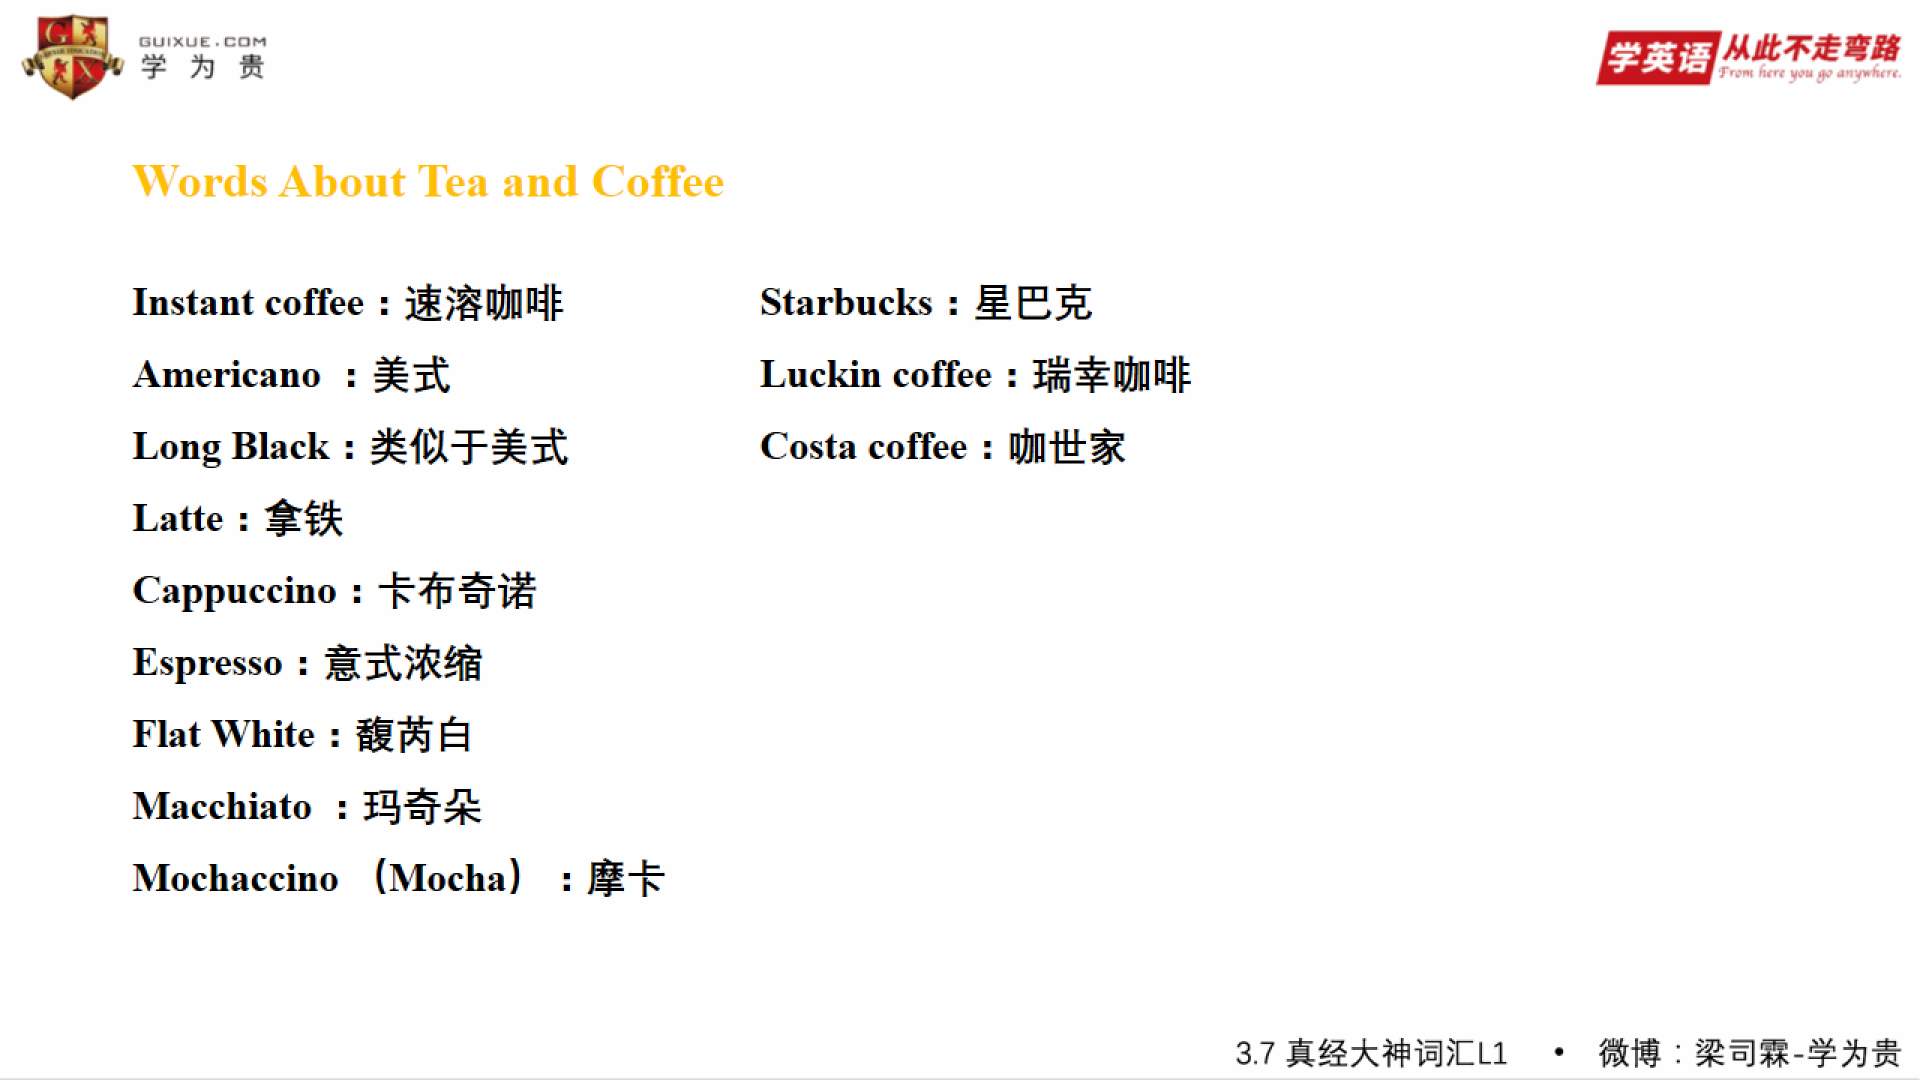 GUIXUE.COM
学为贵
学英语 从此不走弯路
From here you go anywhere.
Words About Tea and Coffee
Instant coffee：速溶咖啡
Americano ：美式
Long Black：类似于美式
Latte：拿铁
Cappuccino：卡布奇诺
Espresso：意式浓缩
Flat White：馥芮白
Macchiato ：玛奇朵
Mochaccino （Mocha） ：摩卡
Starbucks：星巴克
Luckin coffee：瑞幸咖啡
Costa coffee：咖世家
3.7 真经大神词汇L1 • 微博：梁司霖-学为贵